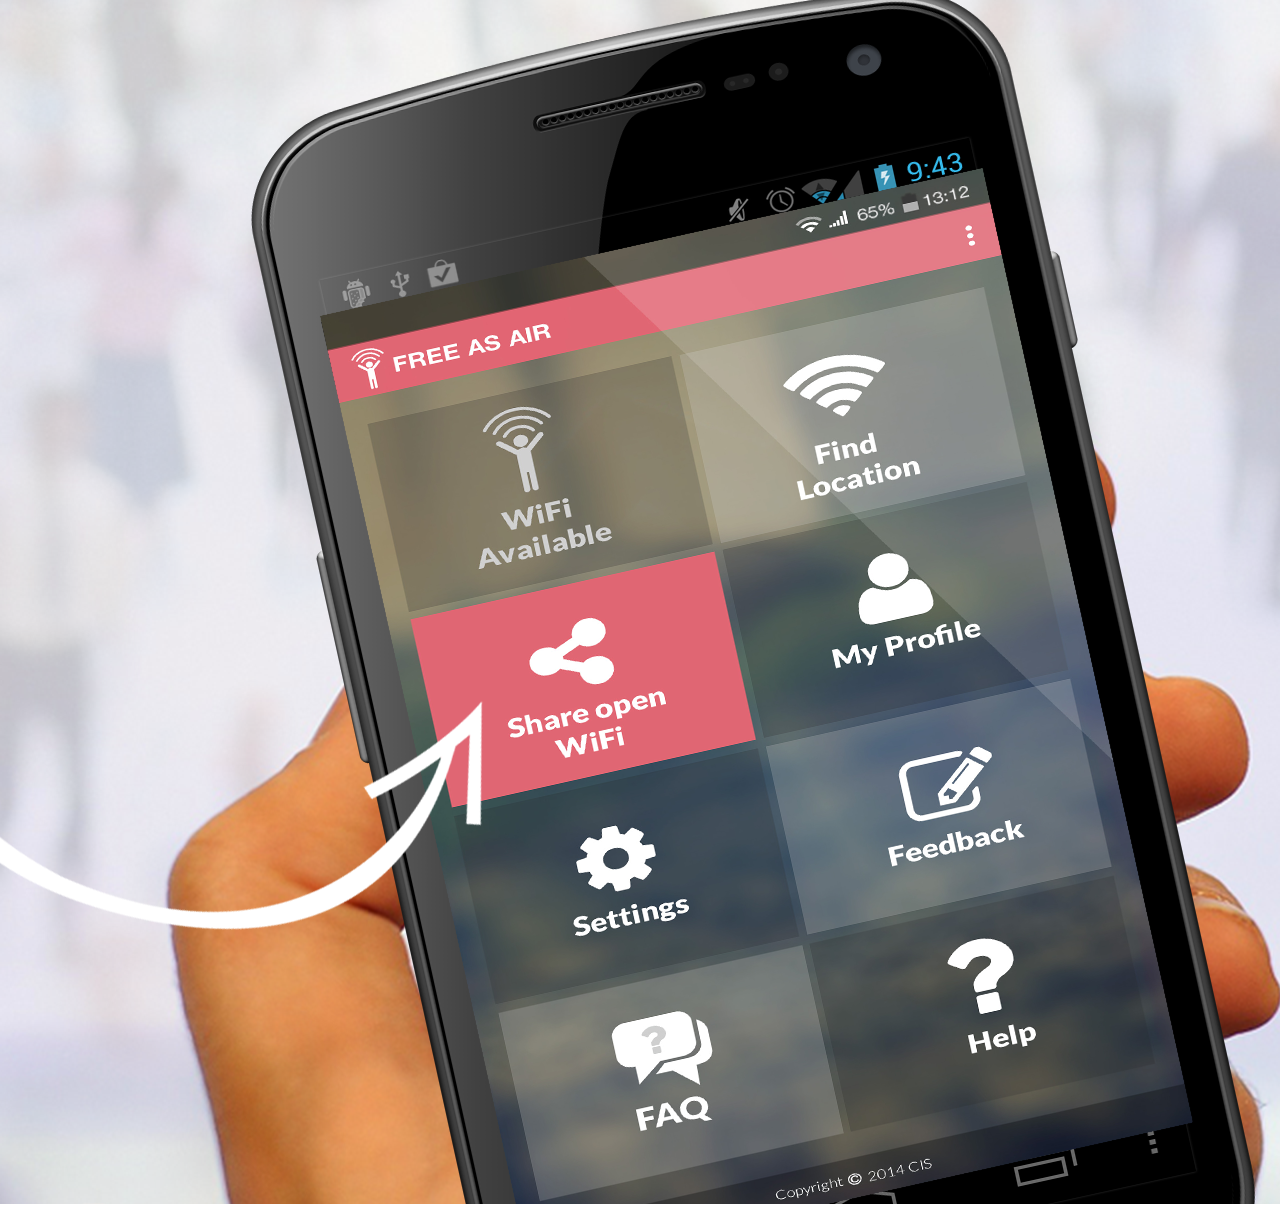 9:43
65% 13:12
FREE AS AIR
WiFi
Available
Find
Location
Share open
WiFi
My Profile
Settings
Feedback
FAQ
?
Help
Copyright © 2014 CIS